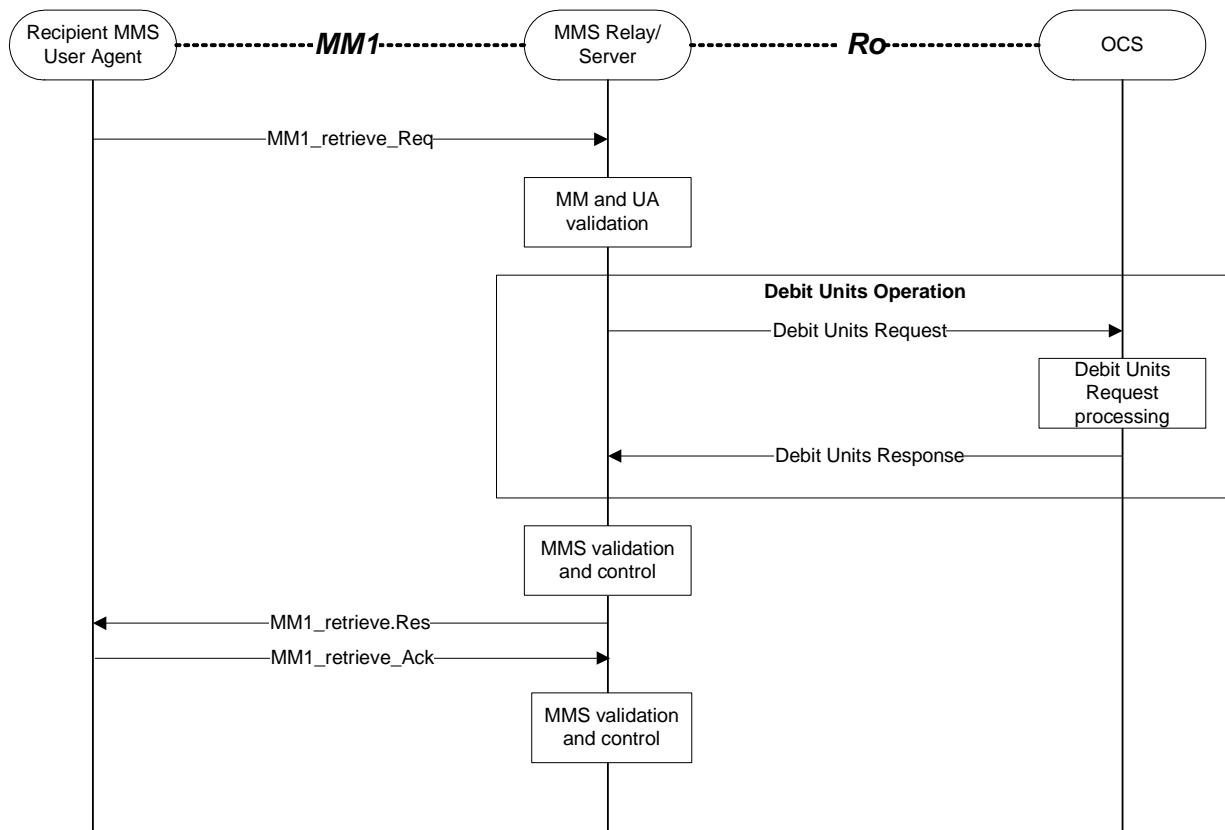 Recipient MMS
User Agent
MM1
MMS Relay/
Server
Ro
OCS
MM1_retrieve_Req
MM and UA
validation
Debit Units Operation
Debit Units Request
Debit Units
Request
processing
Debit Units Response
MMS validation
and control
MM1_retrieve.Res
MM1_retrieve_Ack
MMS validation
and control